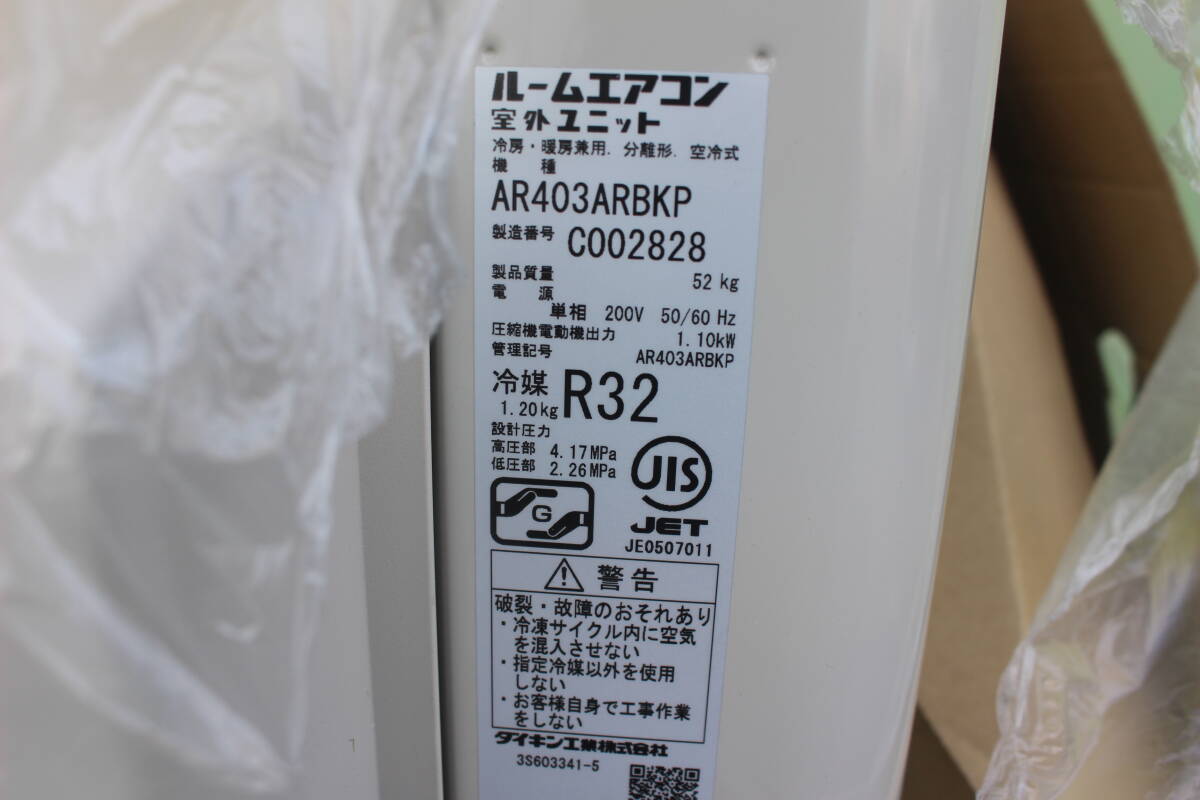 ルームエアコン
室外ユニット
冷房・暖房兼用. 分離形. 空冷式
機 種
AR403ARBKP
製造番号 C002828
製品質量 52 kg
電 源
単相 200V 50/60 Hz
圧縮機電動機出力 1.10kW
管理記号 AR403ARBKP
冷媒 R32
1.20kg
設計圧力
高圧部 4.17MPa
低圧部 2.26MPa
JIS
G
JET
JE0507011
警告
破裂・故障のおそれあり
・冷凍サイクル内に空気
を混入させない
・指定冷媒以外を使用
しない
・お客様自身で工事作業
をしない
ダイキン工業株式会社
3S603341-5